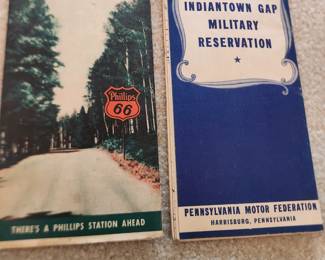 Phillips
66
THERE'S A PHILLIPS STATION AHEAD
INDIANTOWN GAP
MILITARY
RESERVATION
PENNSYLVANIA MOTOR FEDERATION
HARRISBURG, PENNSYLVANIA